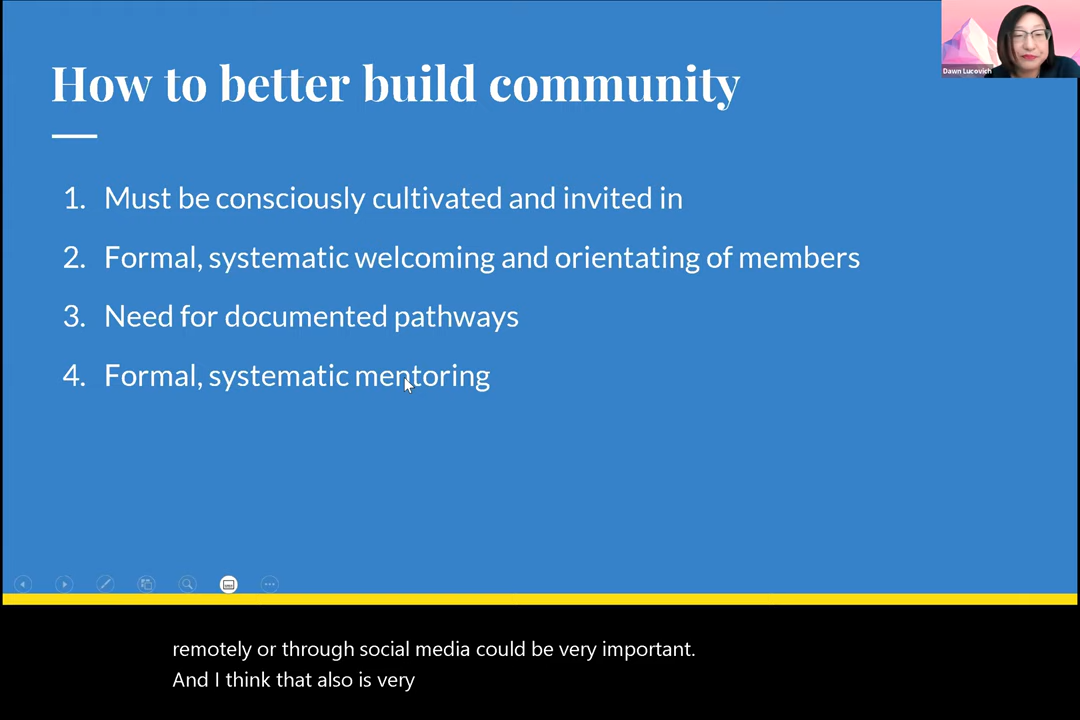 How to better build community
Dawn Lucovich
1. Must be consciously cultivated and invited in
2. Formal, systematic welcoming and orientating of members
3. Need for documented pathways
4. Formal, systematic mentoring
remotely or through social media could be very important.
And I think that also is very